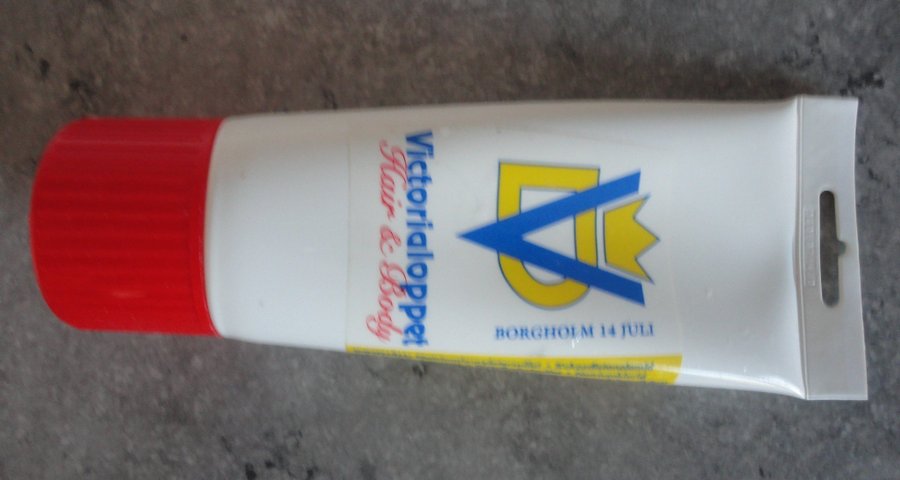 BORGHOLM 14 JULI
Victorialoppet
Hair & Body